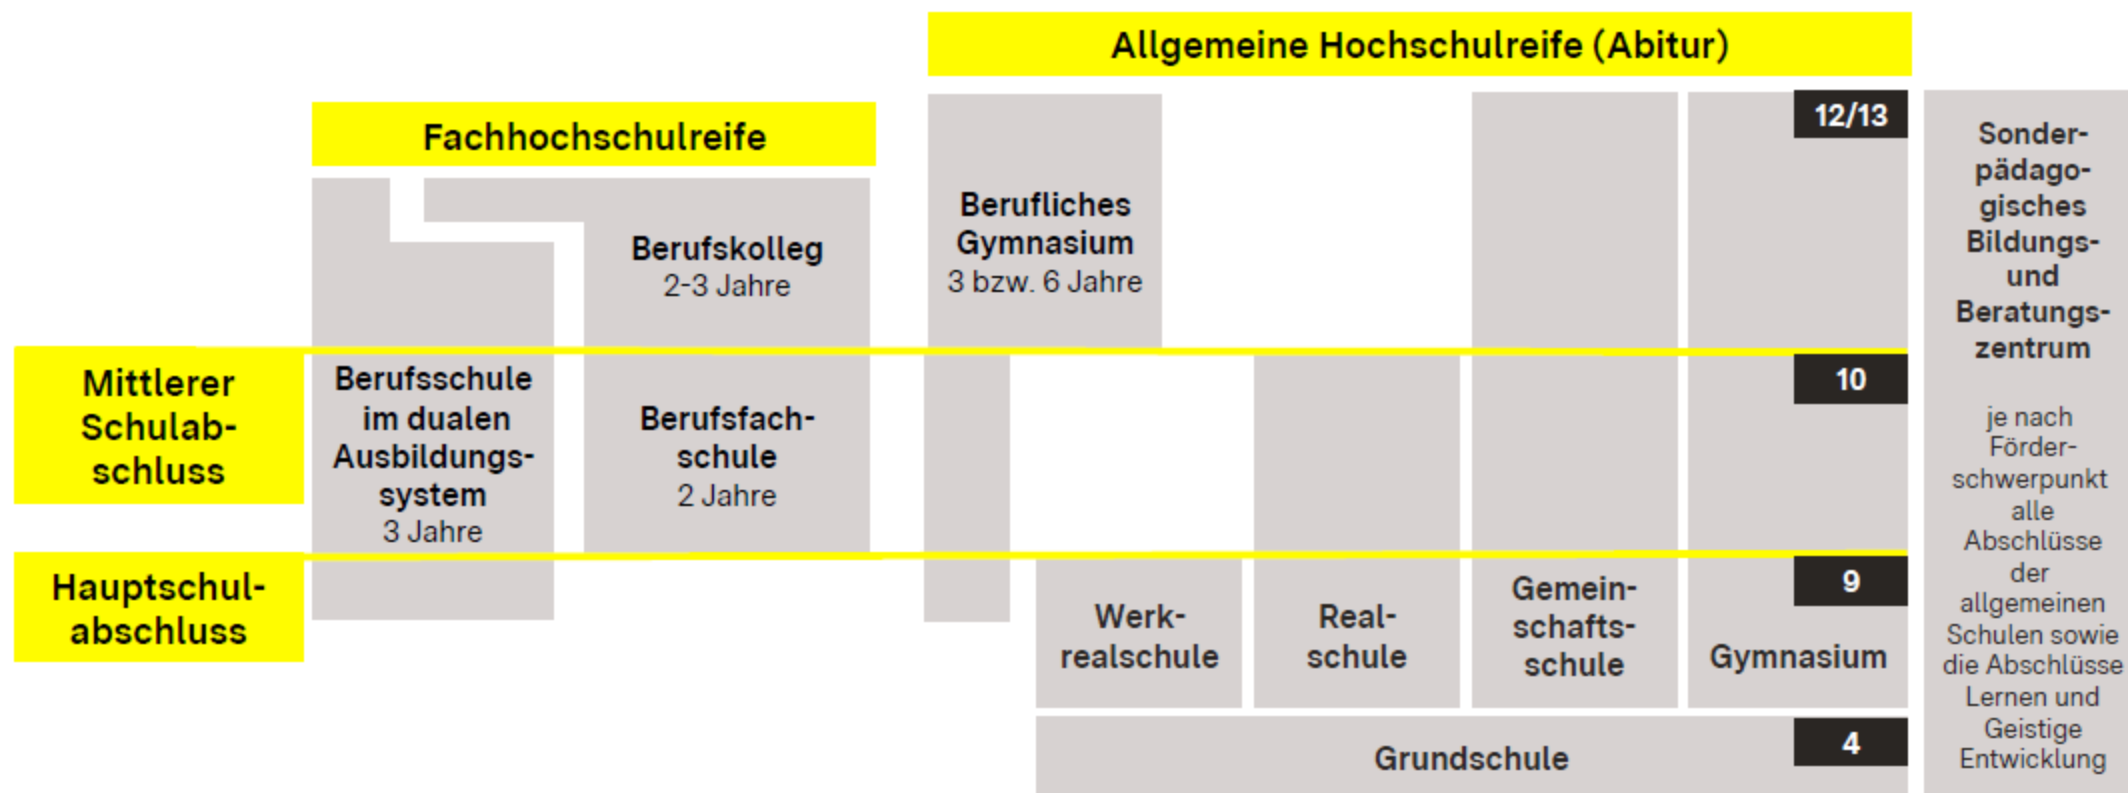 Allgemeine Hochschulreife (Abitur)
Fachhochschulreife
12/13
Berufskolleg
2-3 Jahre
Berufliches
Gymnasium
3 bzw. 6 Jahre
Mittlerer
Schulab-
schluss
Berufsschule
im dualen
Ausbildungs-
system
3 Jahre
Berufsfach-
schule
2 Jahre
10
Hauptschul-
abschluss
Werk-
realschule
Real-
schule
Gemein-
schafts-
schule
9
Gymnasium
Grundschule
4
Sonder-
pädago-
gisches
Bildungs-
und
Beratungs-
zentrum
je nach
Förder-
schwerpunkt
alle
Abschlüsse
der
allgemeinen
Schulen sowie
die Abschlüsse
Lernen und
Geistige
Entwicklung